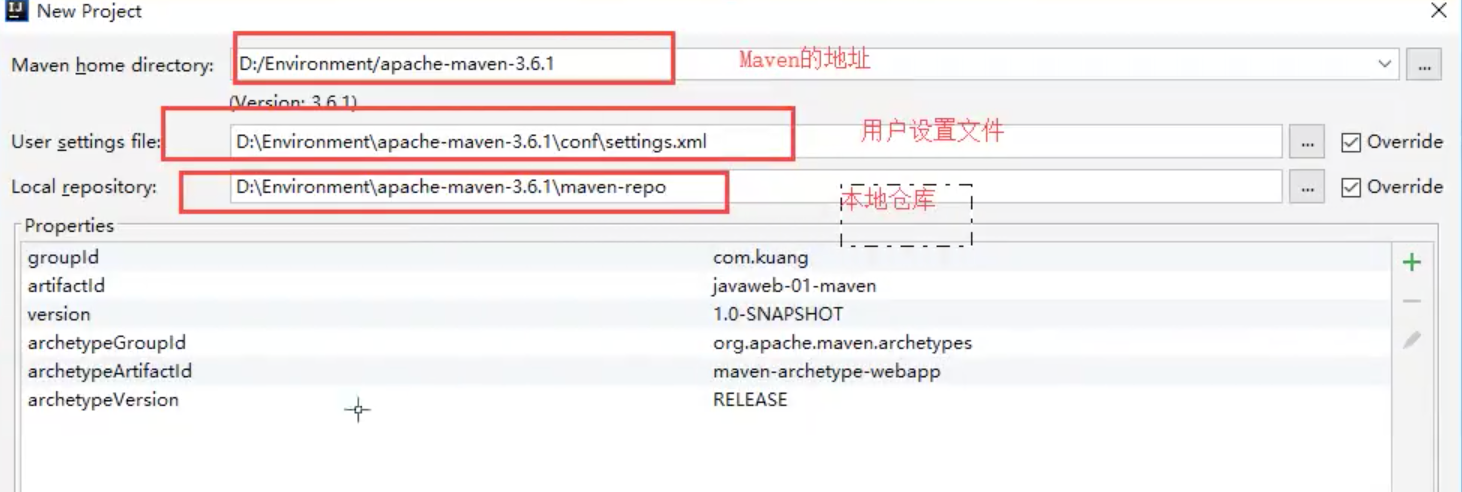 New Project
Maven home directory: D:/Environment/apache-maven-3.6.1 Maven的地址 ...
(Version: 3.6.1)
User settings file: D:\Environment\apache-maven-3.6.1\conf\settings.xml 用户设置文件 ... Override
Local repository: D:\Environment\apache-maven-3.6.1\maven-repo 本地仓库 ... Override
Properties
groupId com.kuang
artifactId javaweb-01-maven
version 1.0-SNAPSHOT
archetypeGroupId org.apache.maven.archetypes
archetypeArtifactId maven-archetype-webapp
archetypeVersion RELEASE